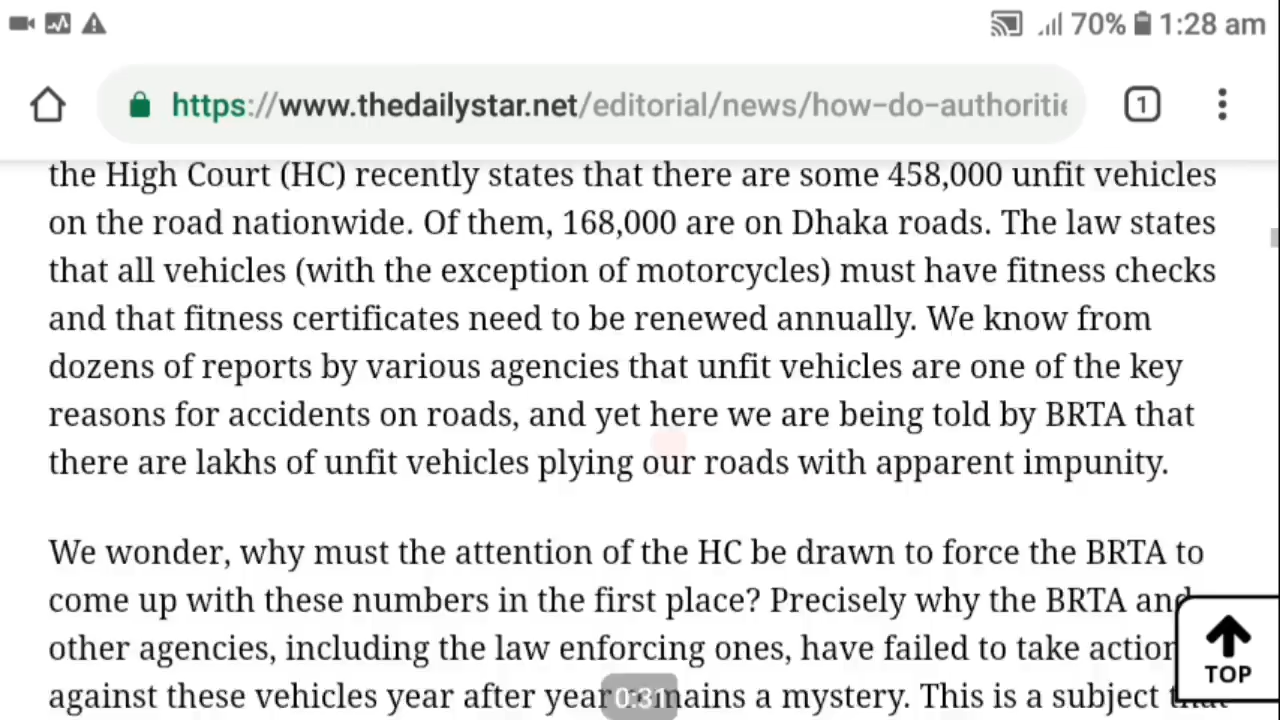 70% 1:28 am
https://www.thedailystar.net/editorial/news/how-do-authoritie
1
the High Court (HC) recently states that there are some 458,000 unfit vehicles
on the road nationwide. Of them, 168,000 are on Dhaka roads. The law states
that all vehicles (with the exception of motorcycles) must have fitness checks
and that fitness certificates need to be renewed annually. We know from
dozens of reports by various agencies that unfit vehicles are one of the key
reasons for accidents on roads, and yet here we are being told by BRTA that
there are lakhs of unfit vehicles plying our roads with apparent impunity.
We wonder, why must the attention of the HC be drawn to force the BRTA to
come up with these numbers in the first place? Precisely why the BRTA and
other agencies, including the law enforcing ones, have failed to take action
TOP
against these vehicles year after year mains a mystery. This is a subject
0:31